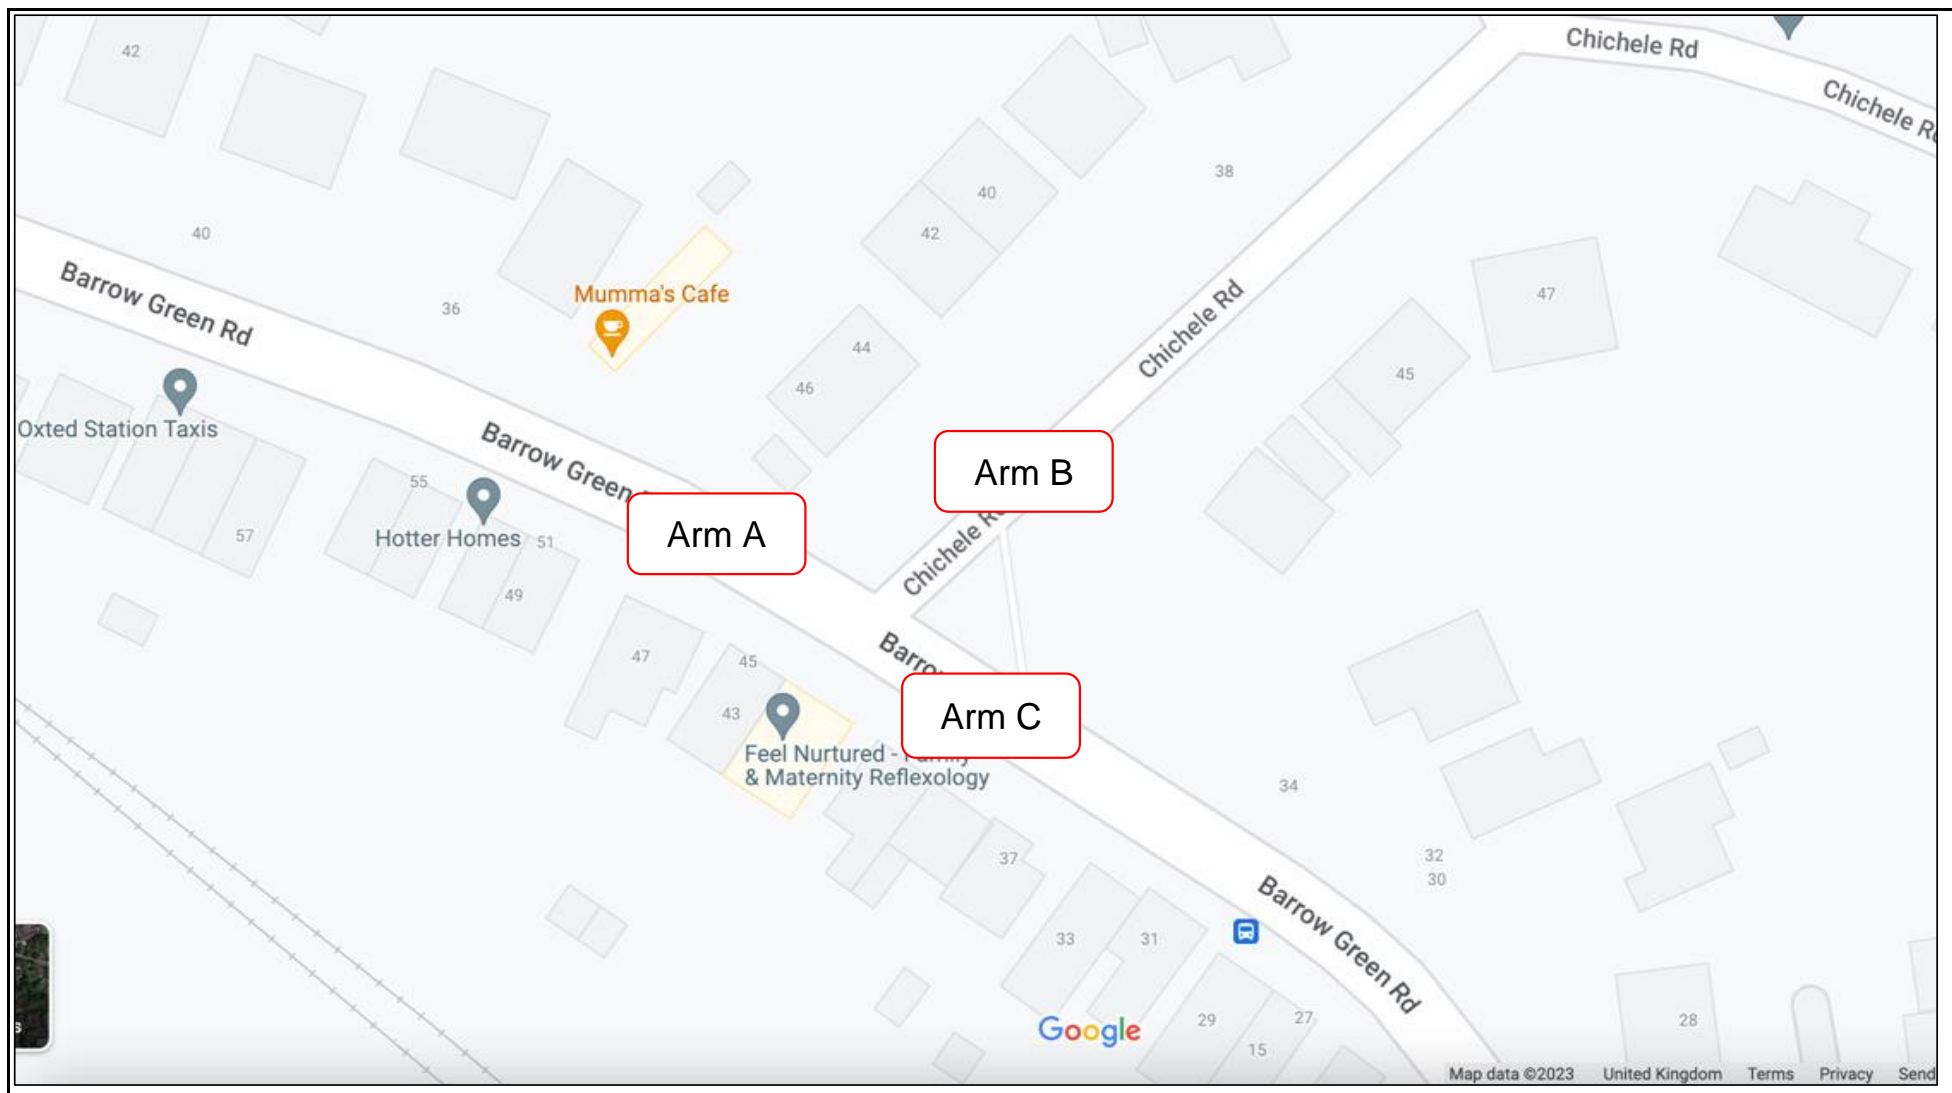 42
Chichele Rd
Chichele R
38
40
42
40
Barrow Green Rd
36
Mumma's Cafe
44
46
Chichele Rd
47
45
Oxted Station Taxis
Barrow Green
Arm B
55
57
Hotter Homes
51
49
Arm A
Chichele R
47
45
43
Barro
Arm C
Feel Nurtured -
& Maternity Reflexology
34
37
32
30
Barrow Green Rd
33
31
29
27
15
28
Google
Map data ©2023
United Kingdom
Terms
Privacy
Send